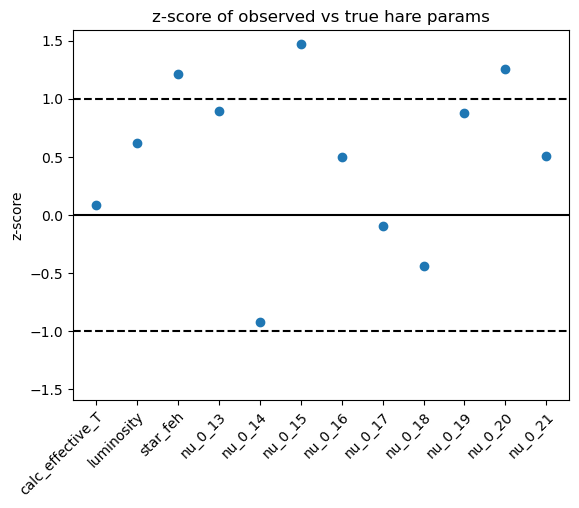 z-score of observed vs true hare params
z-score
1.5
1.0
0.5
0.0
−0.5
−1.0
−1.5
calc_effective_T
luminosity
star_feh
nu_0_13
nu_0_14
nu_0_15
nu_0_16
nu_0_17
nu_0_18
nu_0_19
nu_0_20
nu_0_21